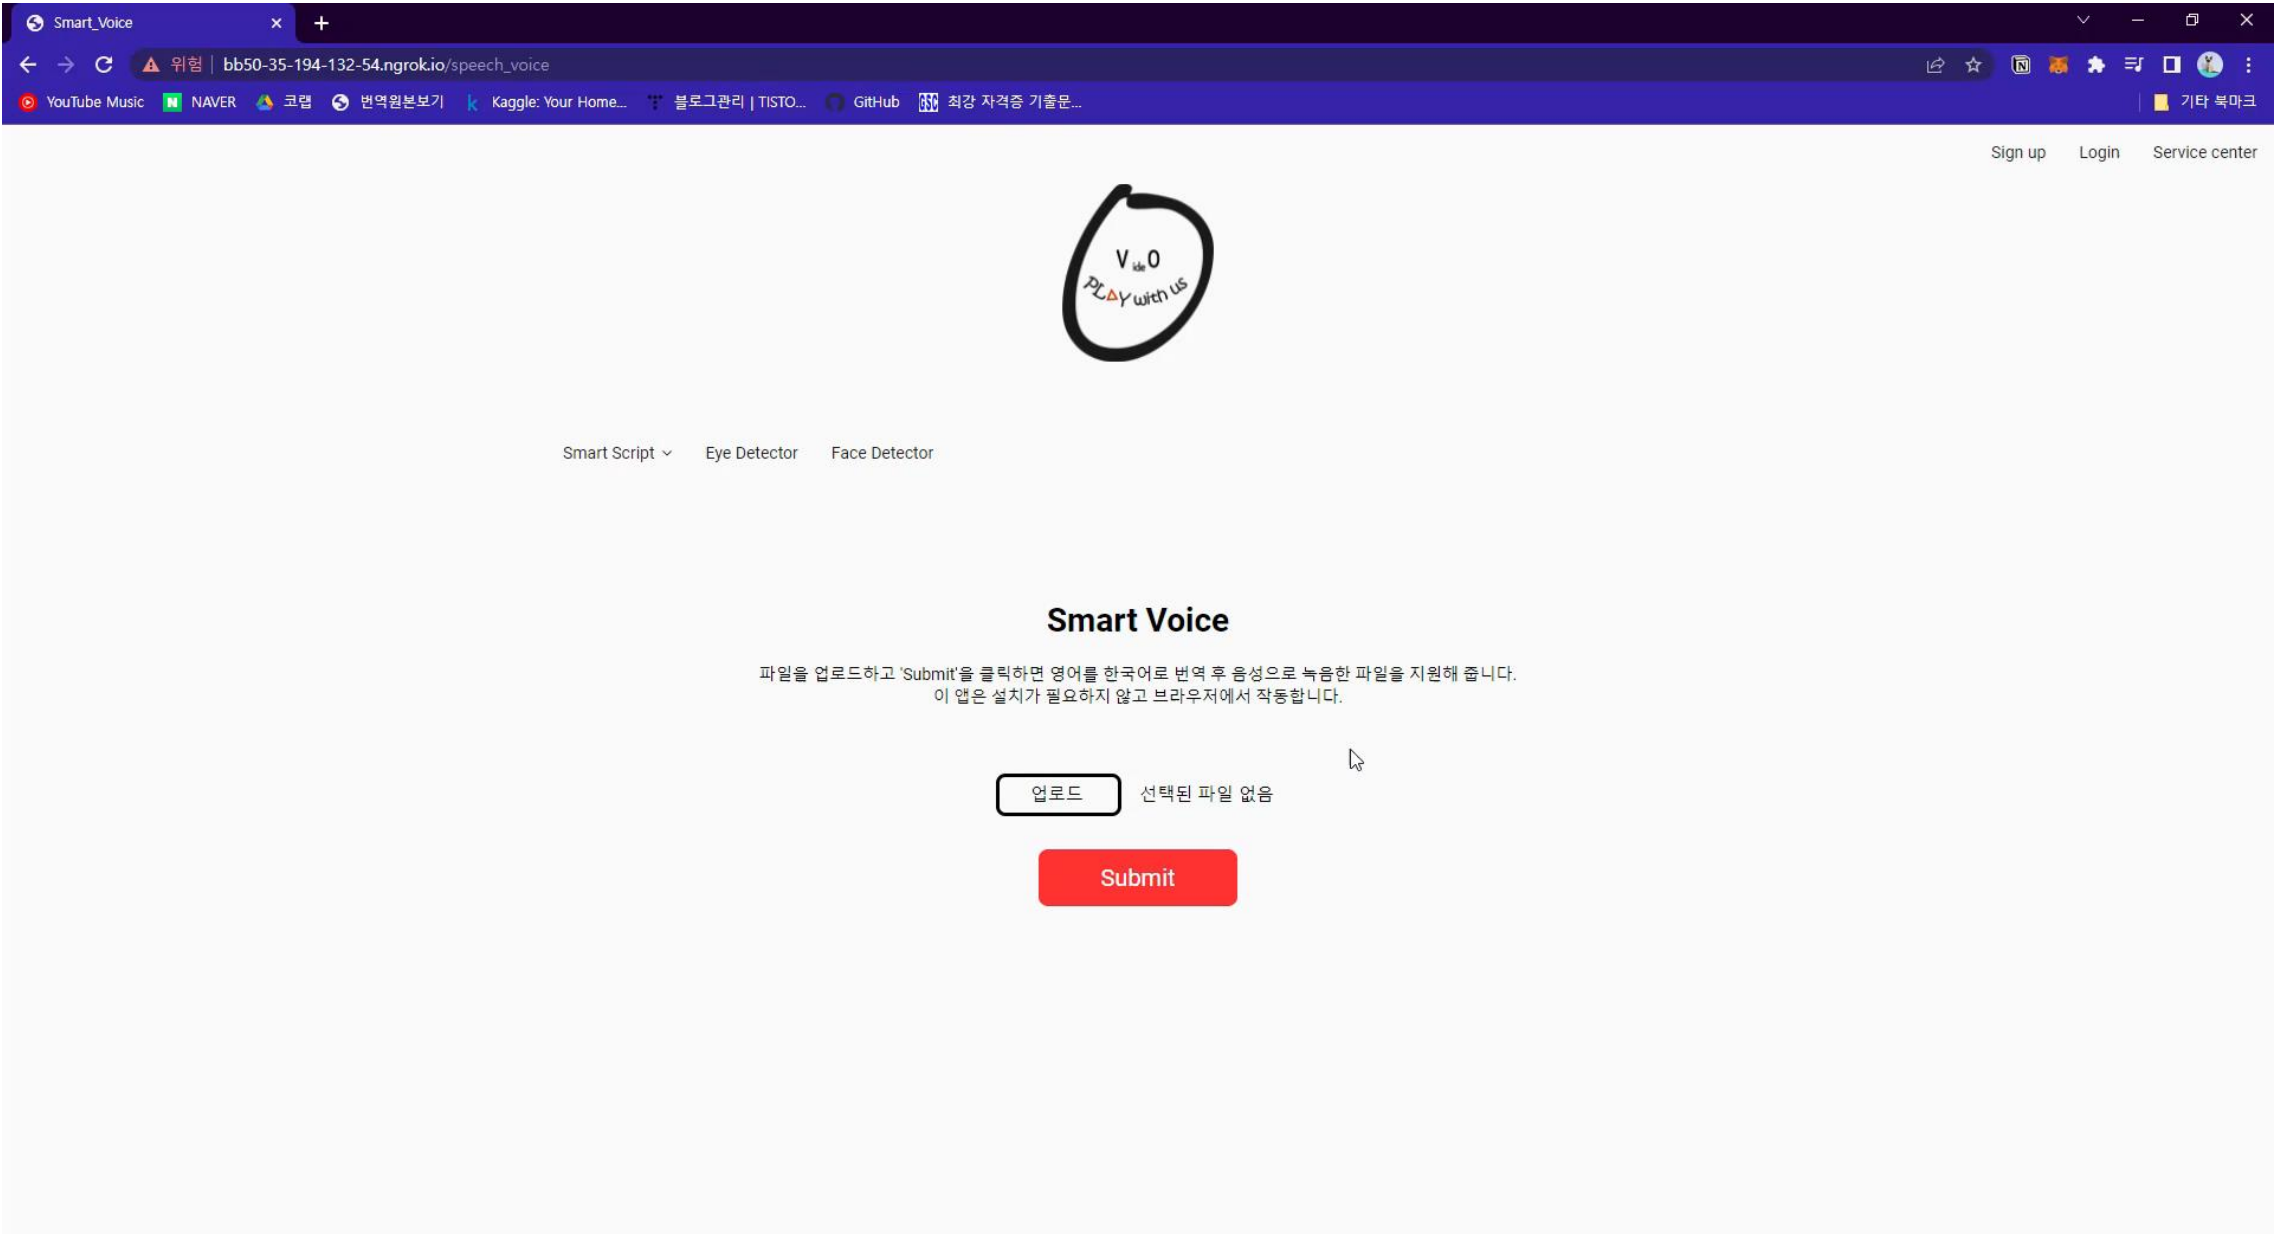 Smart_Voice
위험 | bb50-35-194-132-54.ngrok.io/speech_voice
YouTube Music NAVER 코랩 번역원본보기 Kaggle: Your Home... 블로그관리 | TISTO... GitHub 최강 자격증 기출문... 기타 북마크
Sign up Login Service center
V ide O
PLAY with us
Smart Script Eye Detector Face Detector
Smart Voice
파일을 업로드하고 'Submit'을 클릭하면 영어를 한국어로 번역 후 음성으로 녹음한 파일을 지원해 줍니다.
이 앱은 설치가 필요하지 않고 브라우저에서 작동합니다.
업로드 선택된 파일 없음
Submit